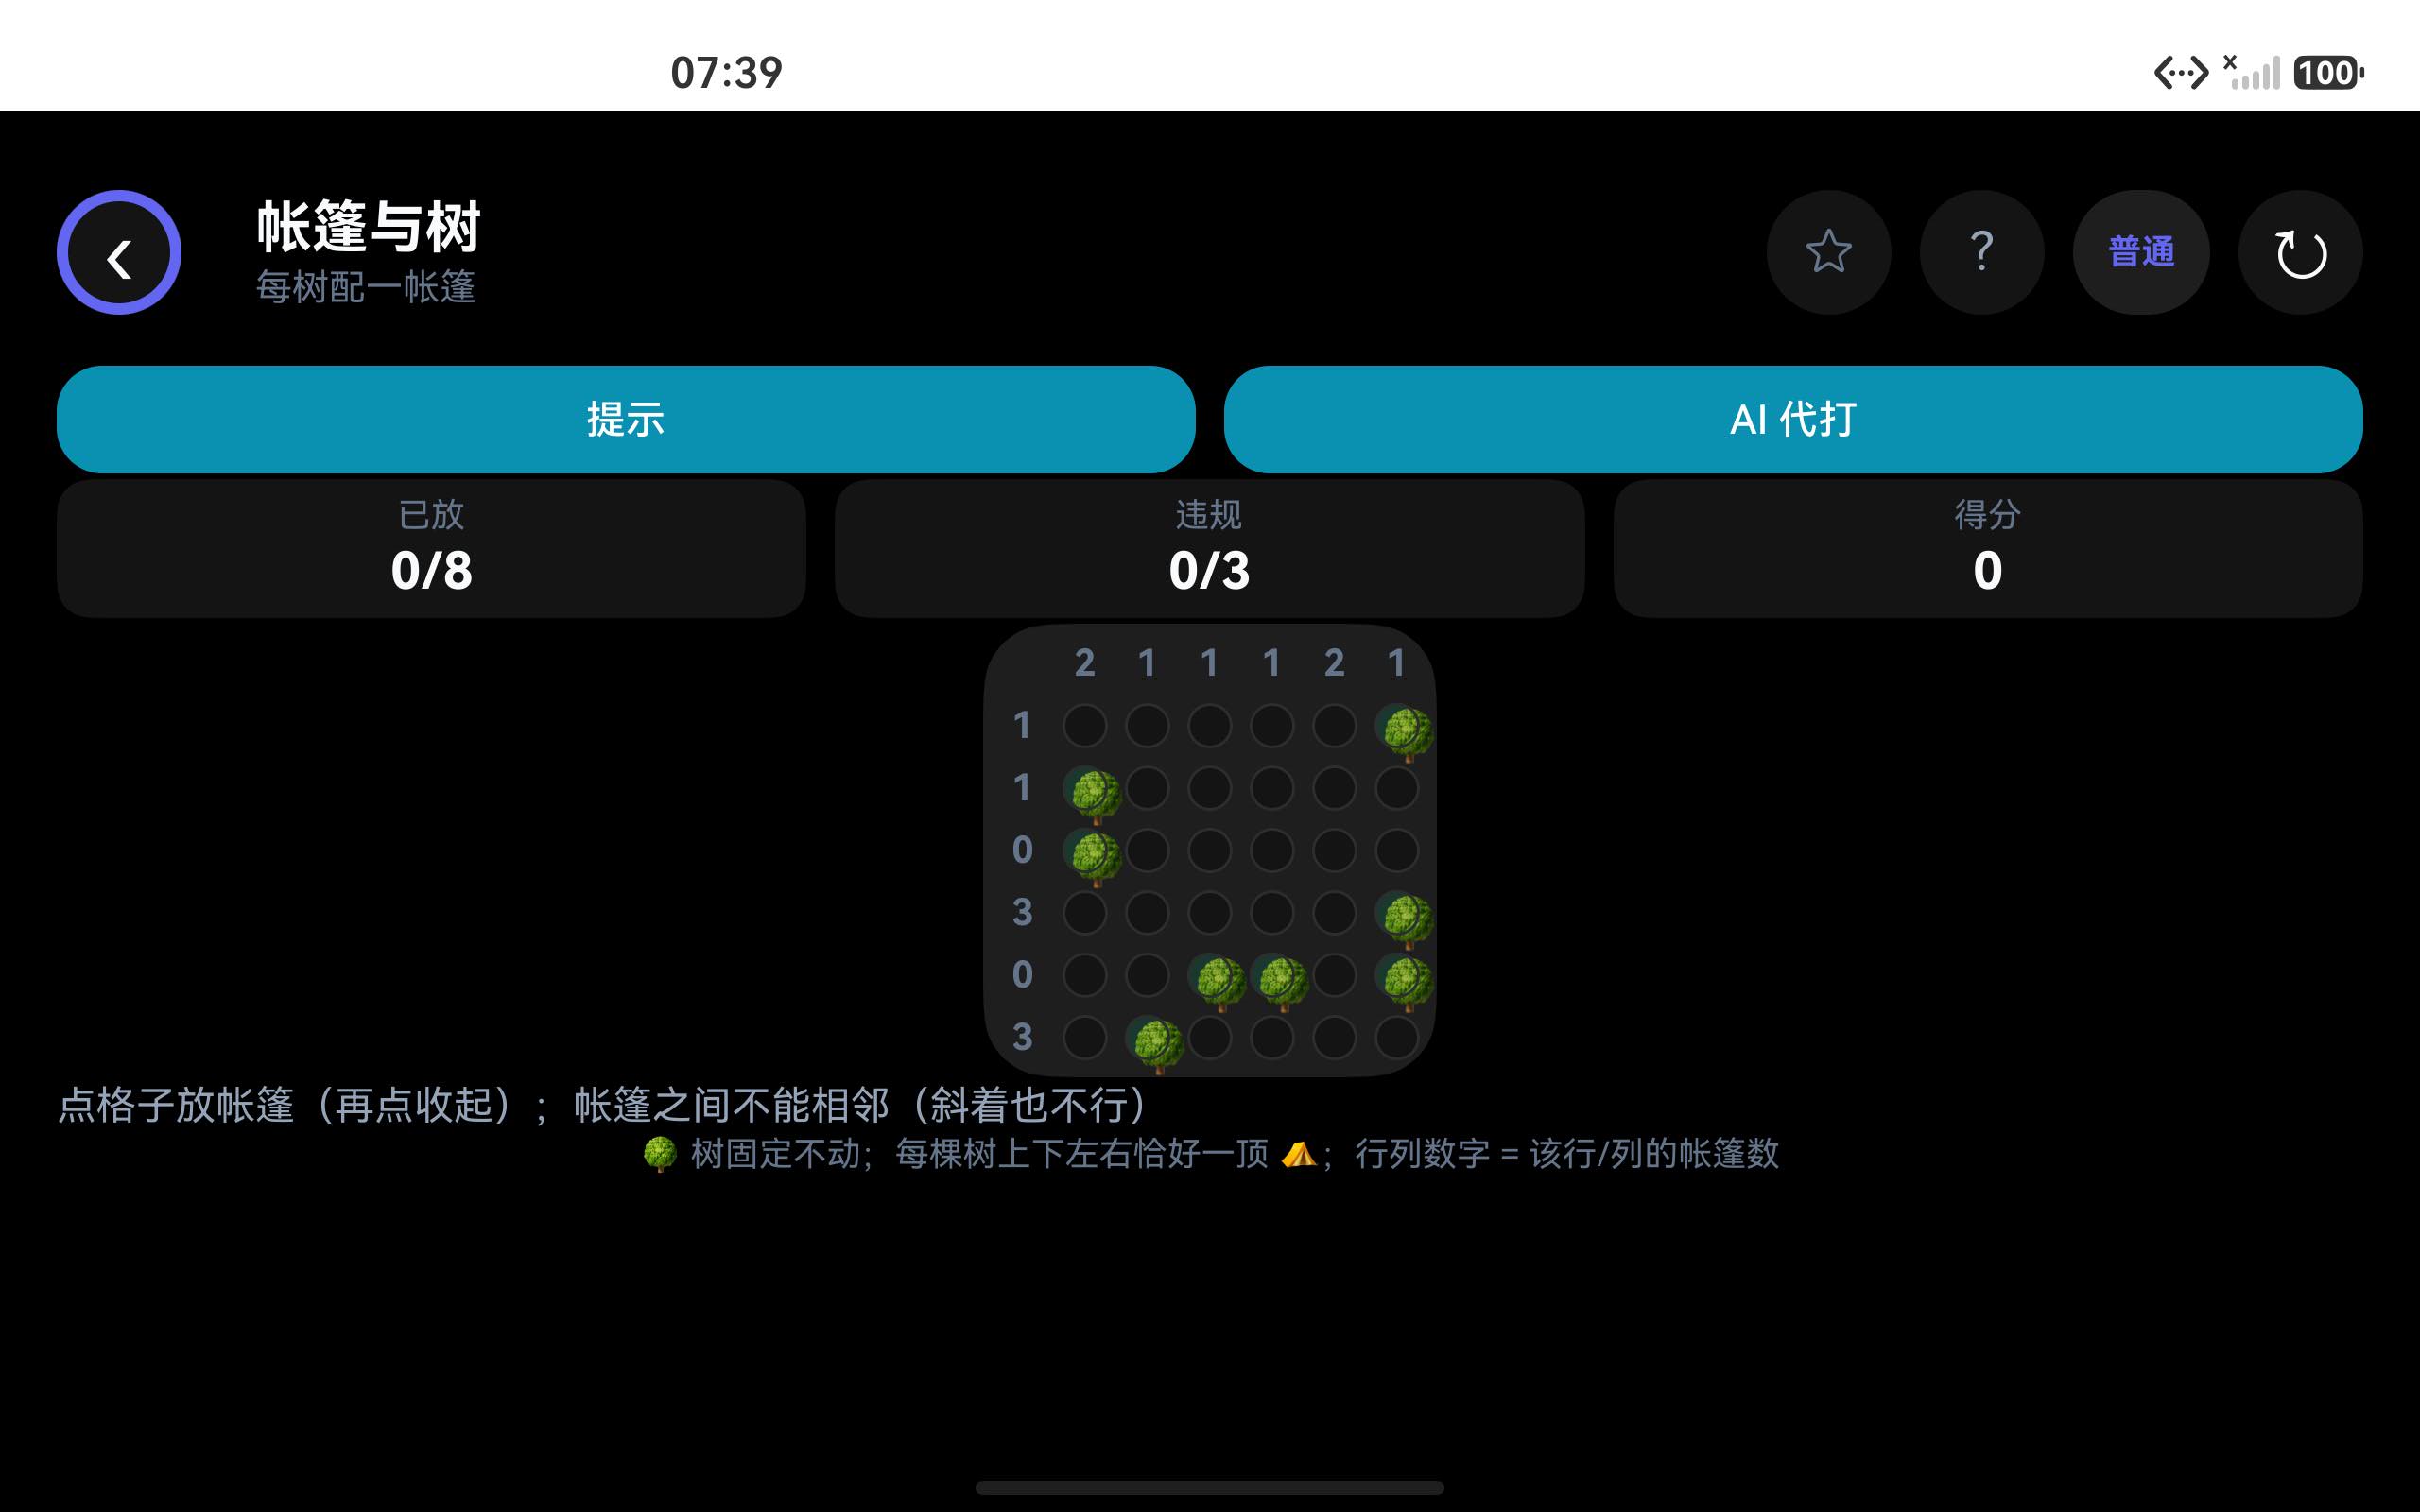 07:39
100
帐篷与树
每树配一帐篷
?
普通
提示
AI 代打
已放
0/8
违规
0/3
得分
0
2 1 1 1 2 1
1
1
0
3
0
3
点格子放帐篷（再点收起）；帐篷之间不能相邻（斜着也不行）
树固定不动；每棵树上下左右恰好一顶 ；行列数字 = 该行/列的帐篷数